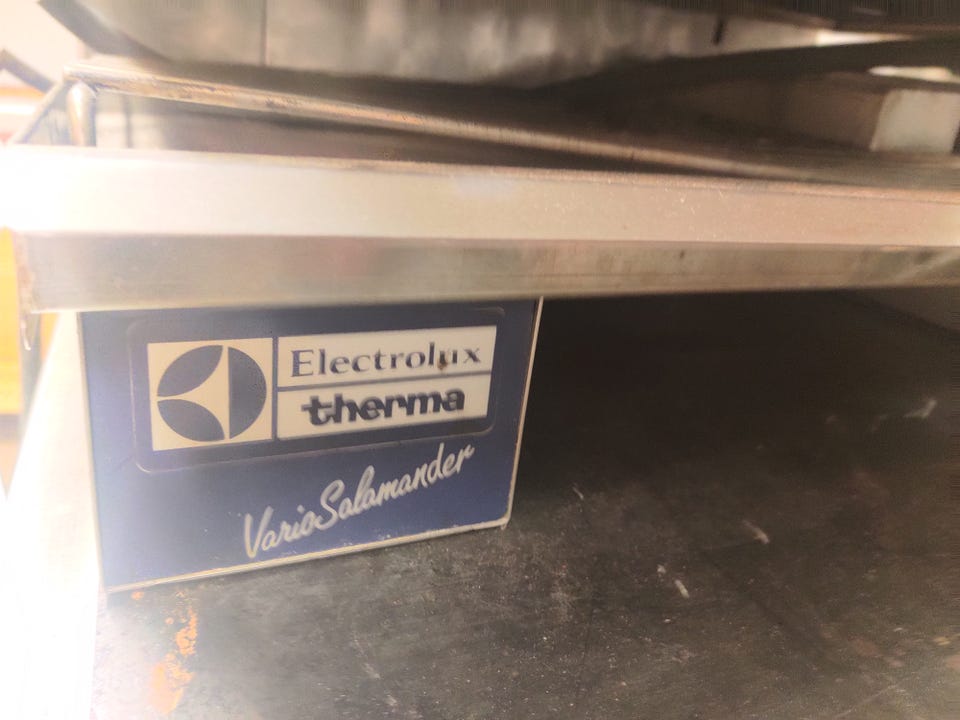 Electrolux
therma
VarioSalamander